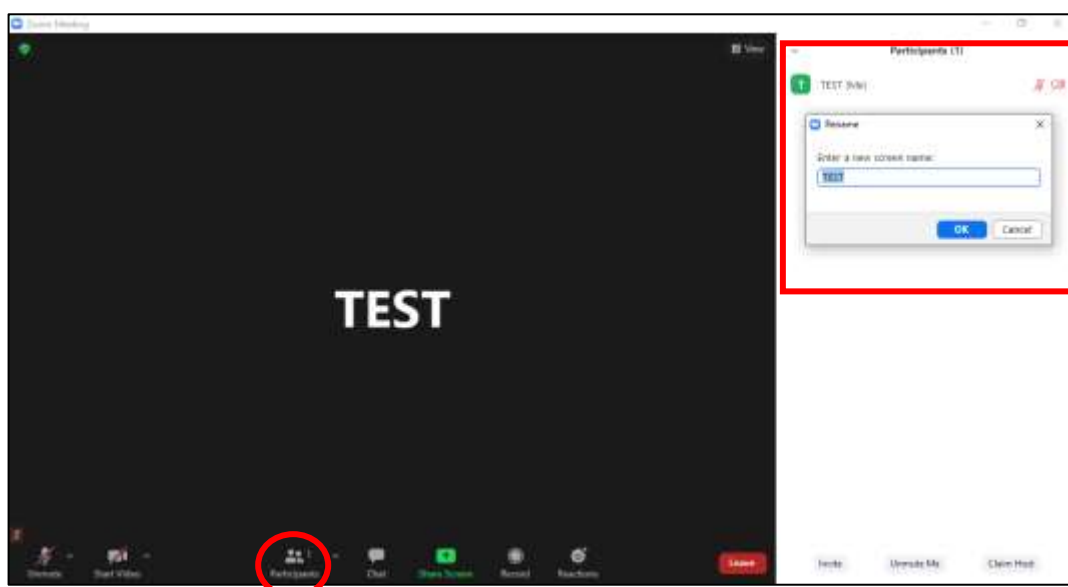 Zoom Meeting
View
Participants (1)
T
TEST (Me)
Rename
Enter a new screen name:
TEST
OK
Cancel
TEST
Unmute
Start Video
Participants
1
Chat
Share Screen
Record
Reactions
Leave
Invite
Unmute Me
Claim Host